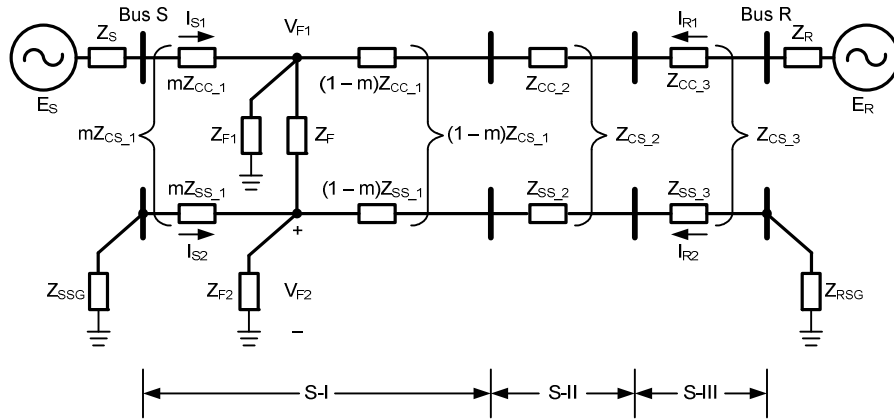 Bus S
I_S1
V_F1
I_R1
Bus R
Z_S
Z_R
mZ_CC_1
(1–m)Z_CC_1
Z_CC_2
Z_CC_3
E_S
E_R
mZ_CS_1
Z_F1
Z_F
(1–m)Z_CS_1
Z_CS_2
Z_CS_3
mZ_SS_1
(1–m)Z_SS_1
Z_SS_2
Z_SS_3
I_S2
+
I_R2
Z_SSG
Z_F2
V_F2
Z_RSG
–
S-I
S-II
S-III